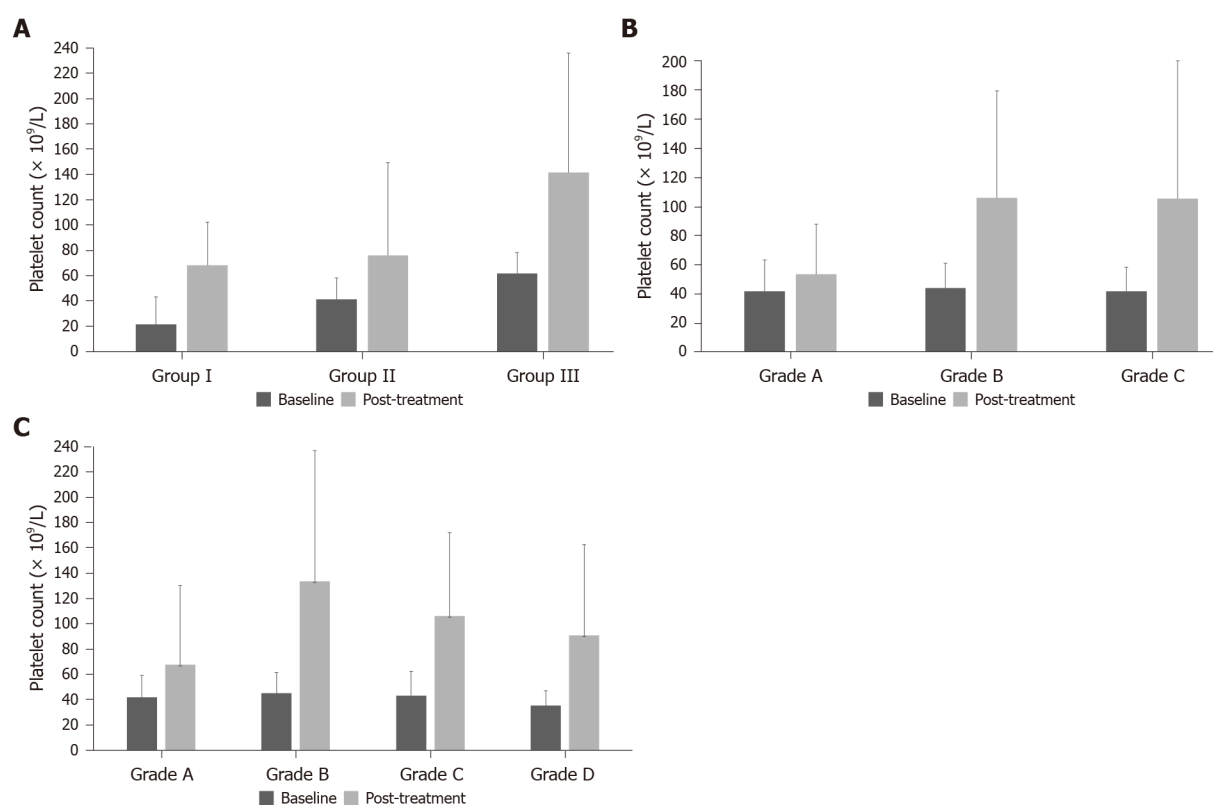 A
Platelet count (× 10⁹/L)
240
220
200
180
160
140
120
100
80
60
40
20
0
Group I
Group II
Group III
Baseline
Post-treatment
B
Platelet count (× 10⁹/L)
200
180
160
140
120
100
80
60
40
20
0
Grade A
Grade B
Grade C
Baseline
Post-treatment
C
Platelet count (× 10⁹/L)
240
220
200
180
160
140
120
100
80
60
40
20
0
Grade A
Grade B
Grade C
Grade D
Baseline
Post-treatment